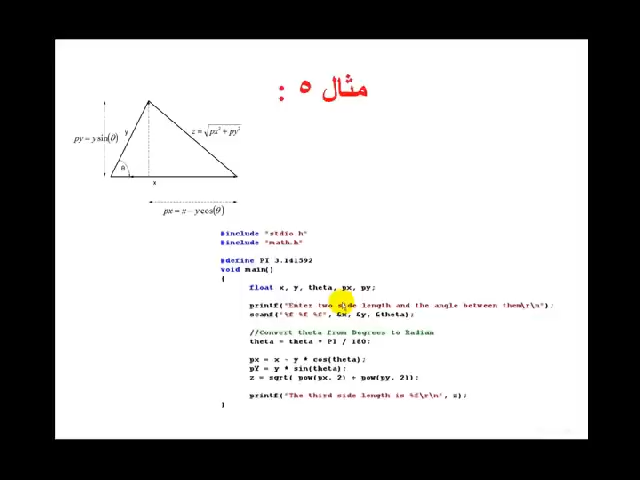 مثال ٥ :
y
z = √px² + py²
py = y sin(θ)
θ
x
px = x − y cos(θ)
#include "stdio.h"
#include "math.h"
#define PI 3.141592
void main()
{
float x, y, theta, px, py;
printf("Enter two side length and the angle between them\r\n");
scanf("%f %f %f", &x, &y, &theta);
//Convert theta from Degrees to Radian
theta = theta * PI / 180;
px = x - y * cos(theta);
pY = y * sin(theta);
z = sqrt( pow(px, 2) + pow(py, 2));
printf("The third side length is %f\r\n", z);
}